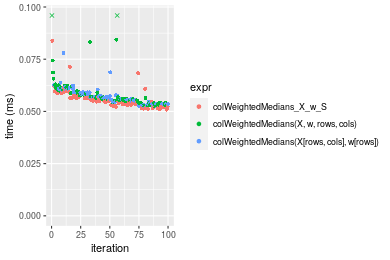 0.100
0.075
0.050
0.025
0.000
time (ms)
0 25 50 75 100
iteration
expr
colWeightedMedians_X_w_S
colWeightedMedians(X, w, rows, cols)
colWeightedMedians(X[rows, cols], w[rows])